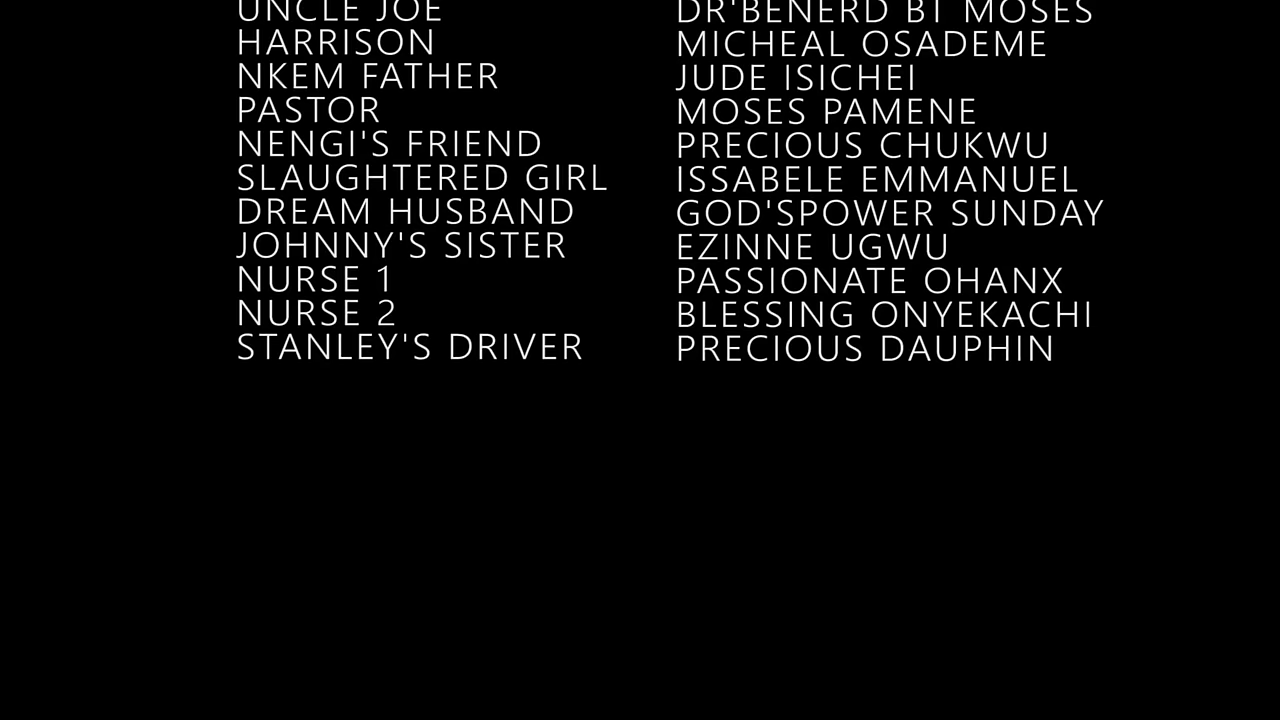 UNCLE JOE DR'BENERD BT MOSES
HARRISON MICHEAL OSADEME
NKEM FATHER JUDE ISICHEI
PASTOR MOSES PAMENE
NENGI'S FRIEND PRECIOUS CHUKWU
SLAUGHTERED GIRL ISSABELE EMMANUEL
DREAM HUSBAND GOD'SPOWER SUNDAY
JOHNNY'S SISTER EZINNE UGWU
NURSE 1 PASSIONATE OHANX
NURSE 2 BLESSING ONYEKACHI
STANLEY'S DRIVER PRECIOUS DAUPHIN